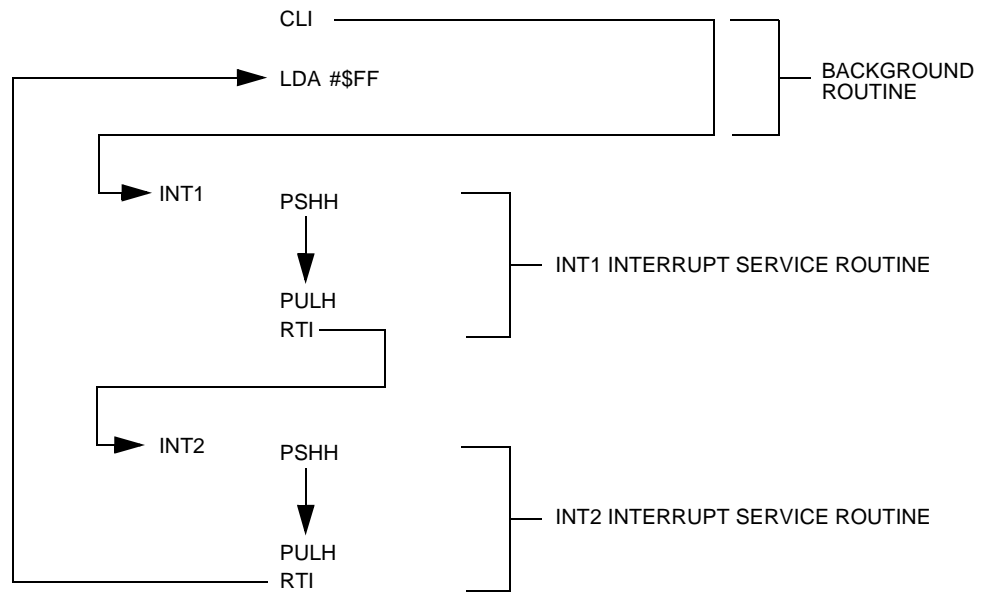 CLI
LDA #$FF
BACKGROUND
ROUTINE
INT1
PSHH
INT1 INTERRUPT SERVICE ROUTINE
PULH
RTI
INT2
PSHH
INT2 INTERRUPT SERVICE ROUTINE
PULH
RTI